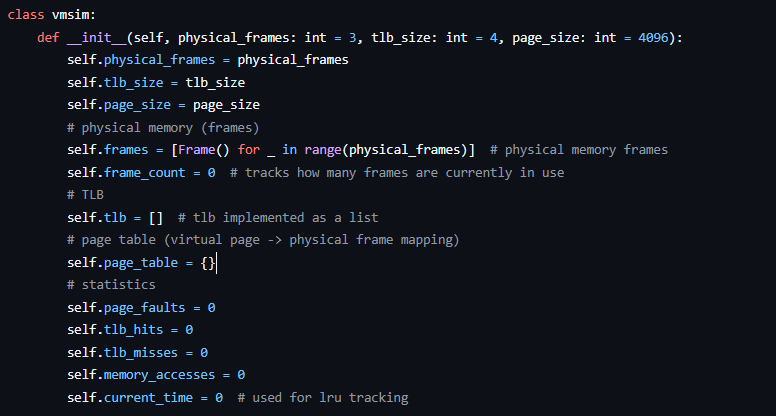 class vmsim:
    def __init__(self, physical_frames: int = 3, tlb_size: int = 4, page_size: int = 4096):
        self.physical_frames = physical_frames
        self.tlb_size = tlb_size
        self.page_size = page_size
        # physical memory (frames)
        self.frames = [Frame() for _ in range(physical_frames)]  # physical memory frames
        self.frame_count = 0  # tracks how many frames are currently in use
        # TLB
        self.tlb = []  # tlb implemented as a list
        # page table (virtual page -> physical frame mapping)
        self.page_table = {}
        # statistics
        self.page_faults = 0
        self.tlb_hits = 0
        self.tlb_misses = 0
        self.memory_accesses = 0
        self.current_time = 0  # used for lru tracking